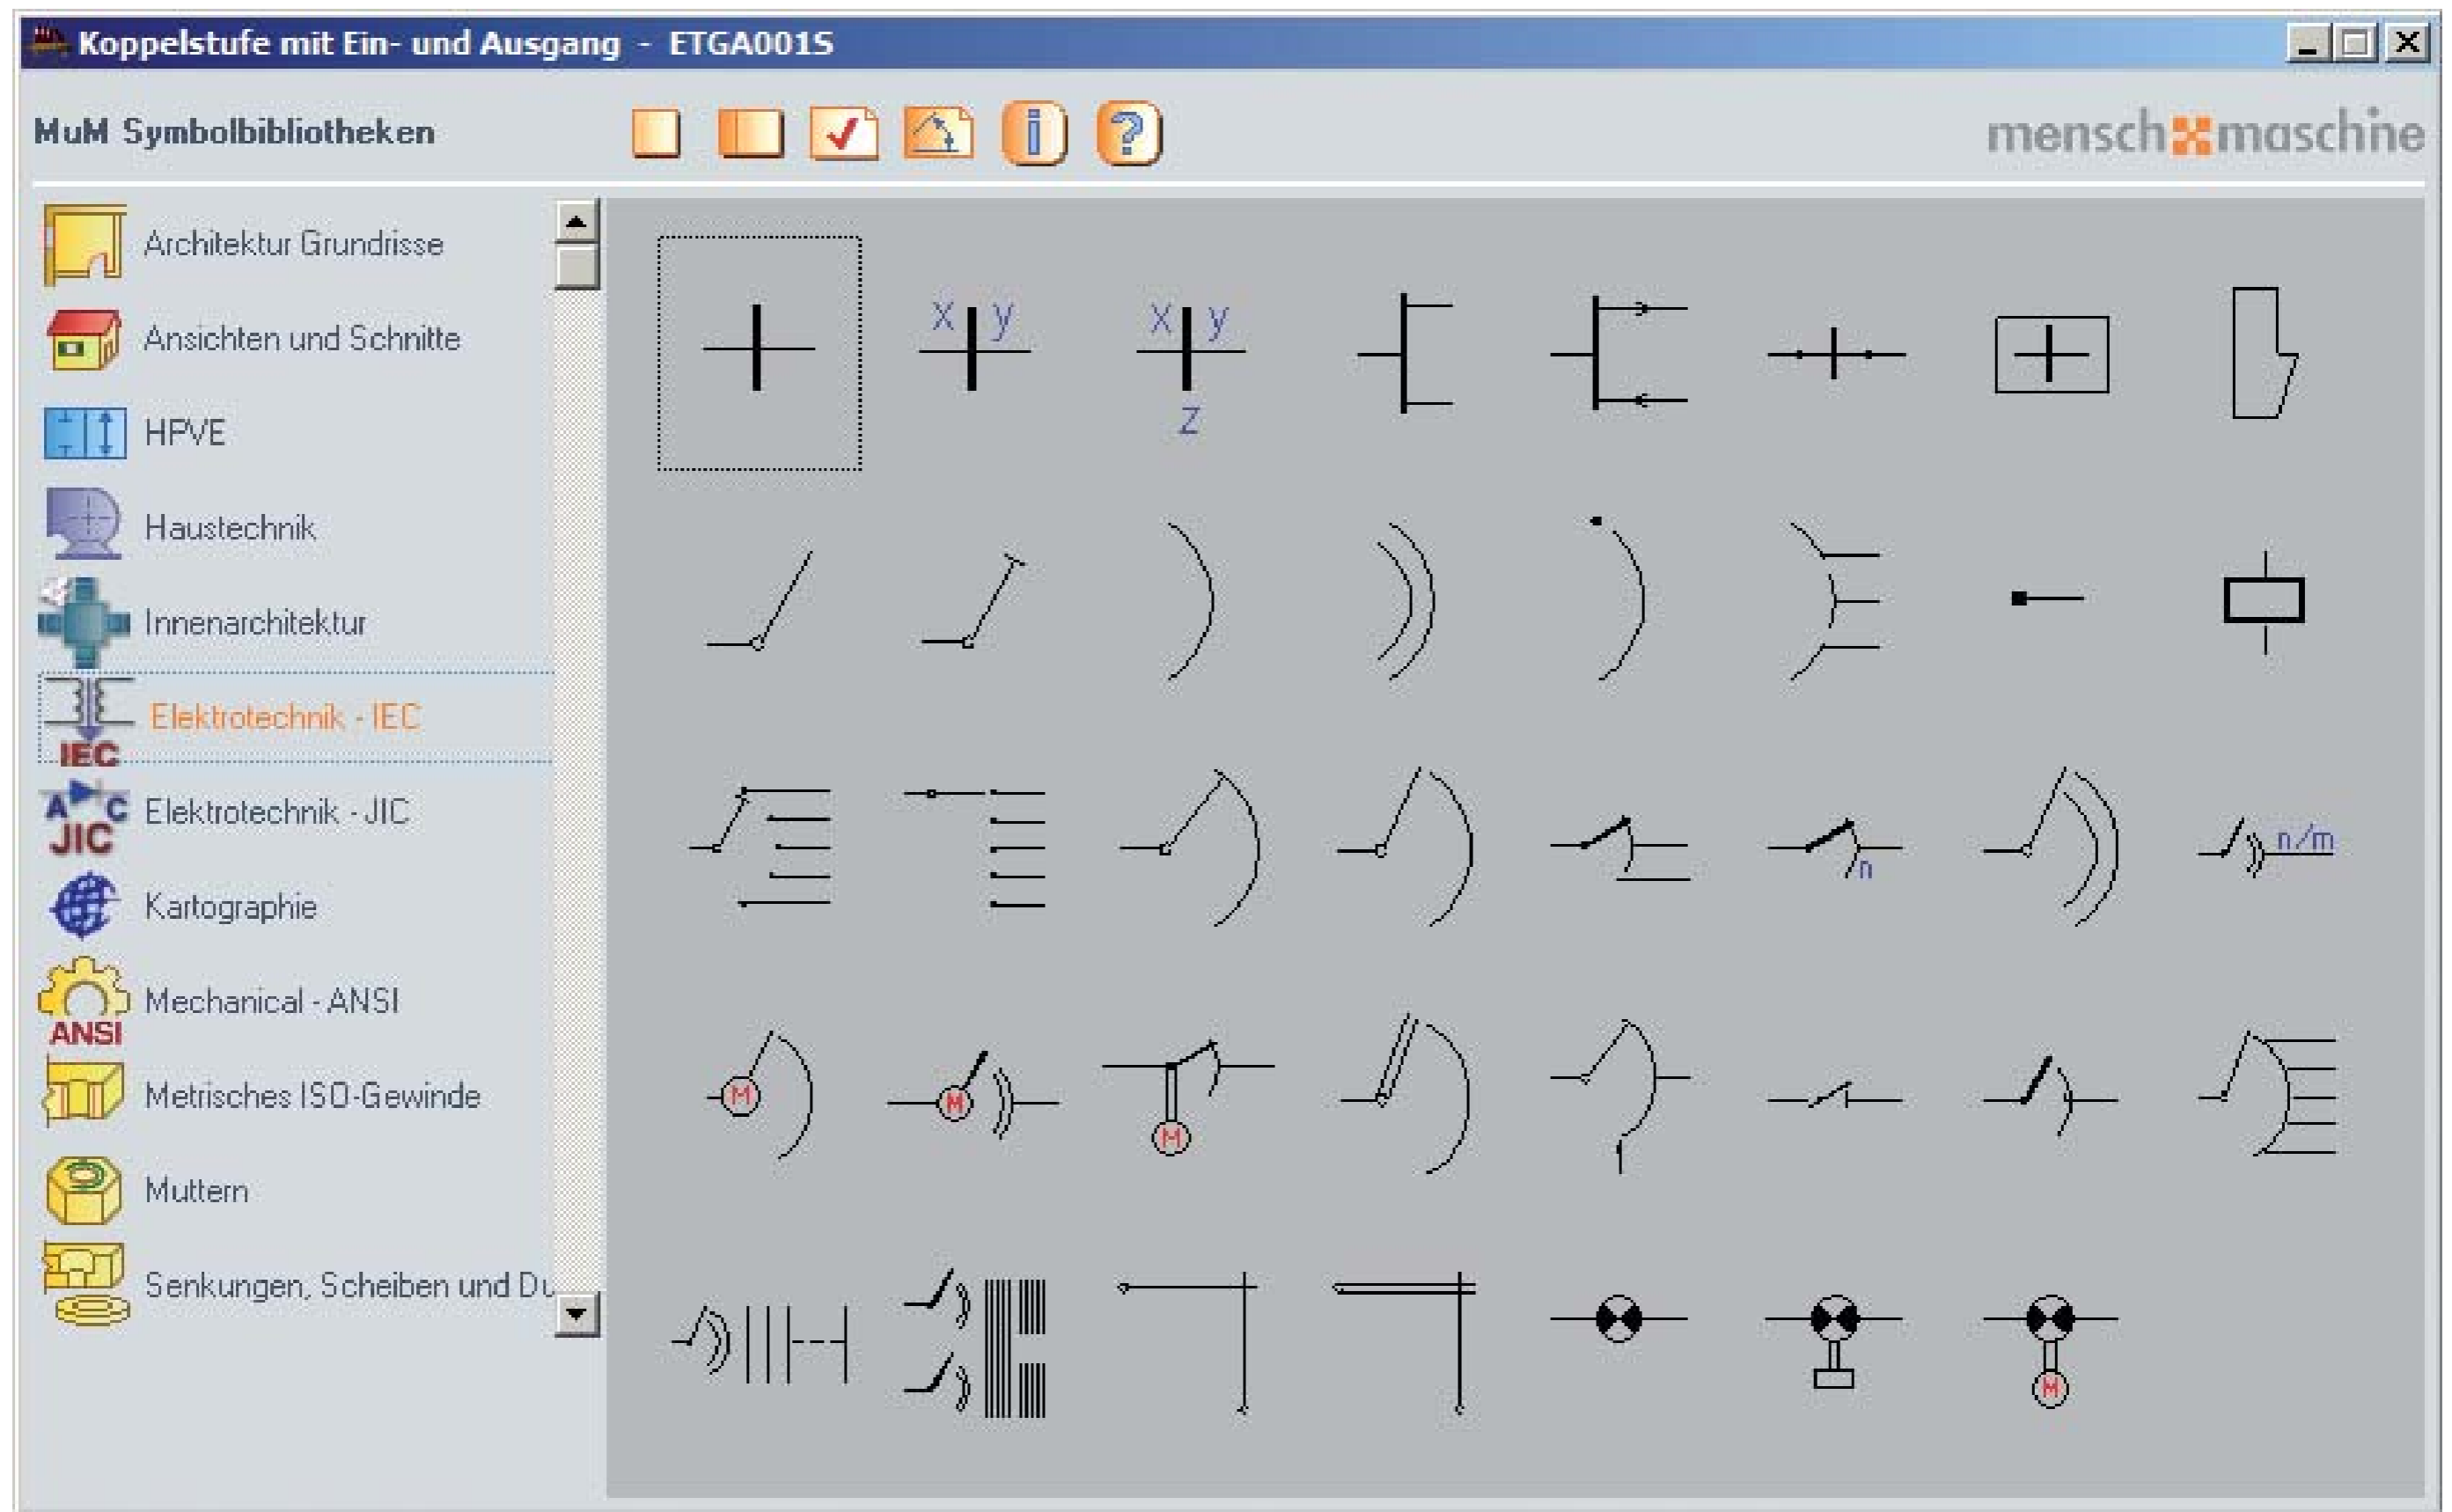 Koppelstufe mit Ein- und Ausgang - ETGA001S
MuM Symbolbibliotheken
i
?
mensch maschine
Architektur Grundrisse
Ansichten und Schnitte
HPVE
Haustechnik
Innenarchitektur
Elektrotechnik - IEC
IEC
A C
JIC
Elektrotechnik - JIC
Kartographie
Mechanical - ANSI
ANSI
Metrisches ISO-Gewinde
Muttern
Senkungen, Scheiben und Du
x y
x y
z
n
n/m
M
M
M
M